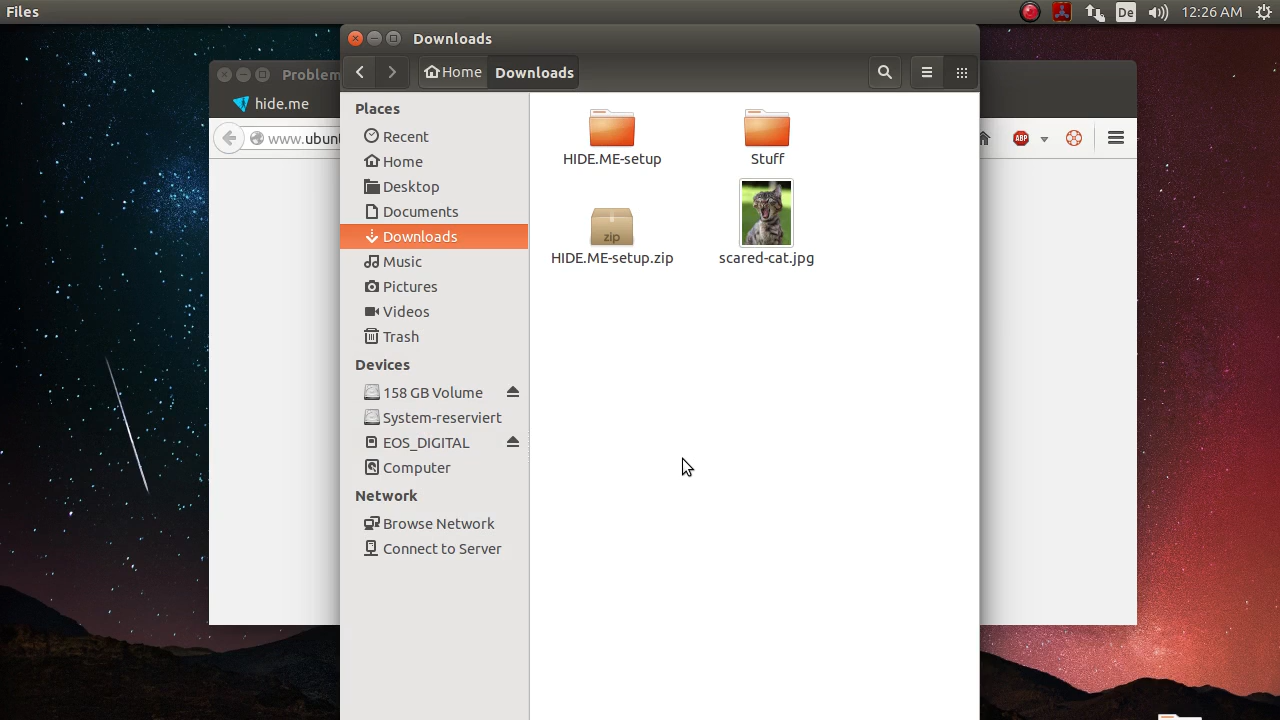 Files
De
12:26 AM
Downloads
Home
Downloads
Problem
hide.me
www.ubun
ABP
Places
Recent
Home
Desktop
Documents
Downloads
Music
Pictures
Videos
Trash
Devices
158 GB Volume
System-reserviert
EOS_DIGITAL
Computer
Network
Browse Network
Connect to Server
HIDE.ME-setup
Stuff
zip
HIDE.ME-setup.zip
scared-cat.jpg